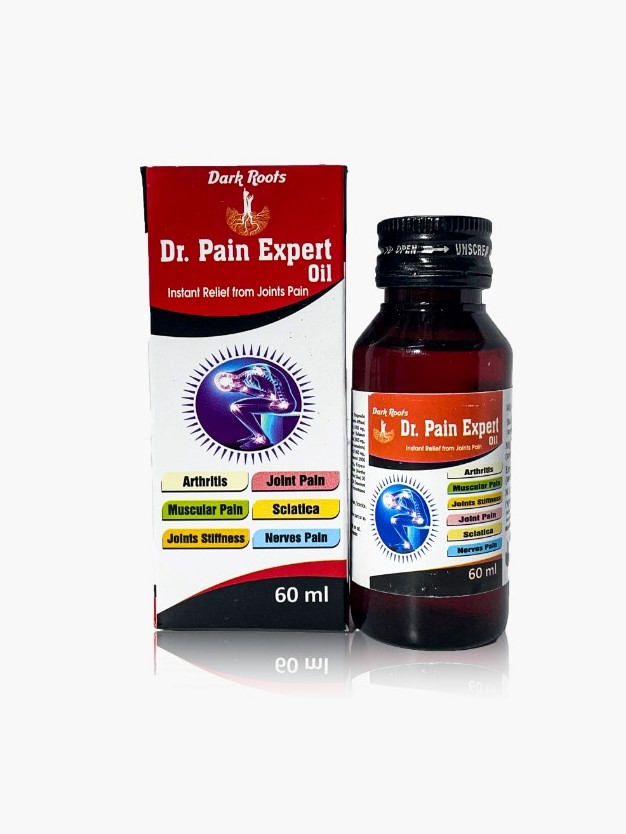 Dark Roots
Dr. Pain Expert
Oil
Instant Relief from Joints Pain
Arthritis
Joint Pain
Muscular Pain
Sciatica
Joints Stiffness
Nerves Pain
60 ml
OPEN
UNSCRE
Dark Roots
Dr. Pain Expert
Oil
Instant Relief from Joints Pain
Arthritis
Muscular Pain
Joints Stiffness
Joint Pain
Sciatica
Nerves Pain
60 ml